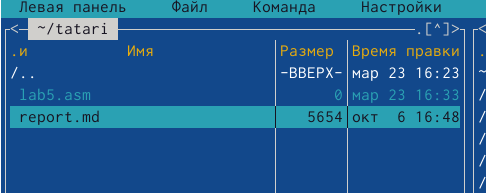 Левая панель Файл Команда Настройки
<- ~/tatari .[^]>
.и Имя Размер Время правки
/.. -ВВЕРХ- мар 23 16:23
lab5.asm 0 мар 23 16:33
report.md 5654 окт 6 16:48